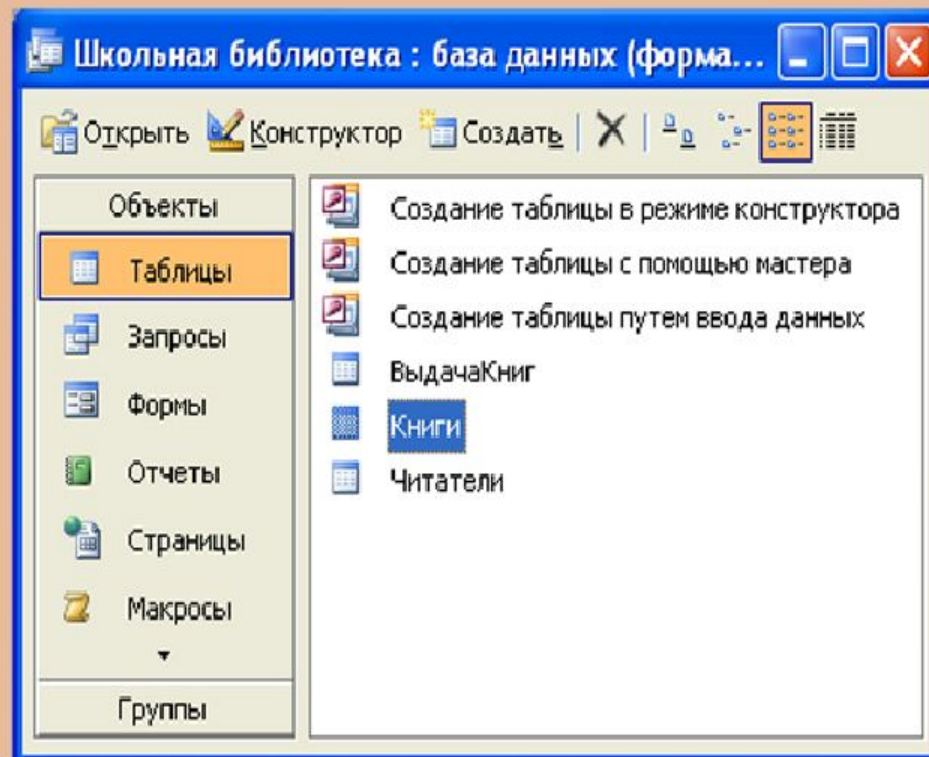 Школьная библиотека : база данных (форма...
Открыть Конструктор Создать
Объекты
Таблицы
Запросы
Формы
Отчеты
Страницы
Макросы
Группы
Создание таблицы в режиме конструктора
Создание таблицы с помощью мастера
Создание таблицы путем ввода данных
ВыдачаКниг
Книги
Читатели